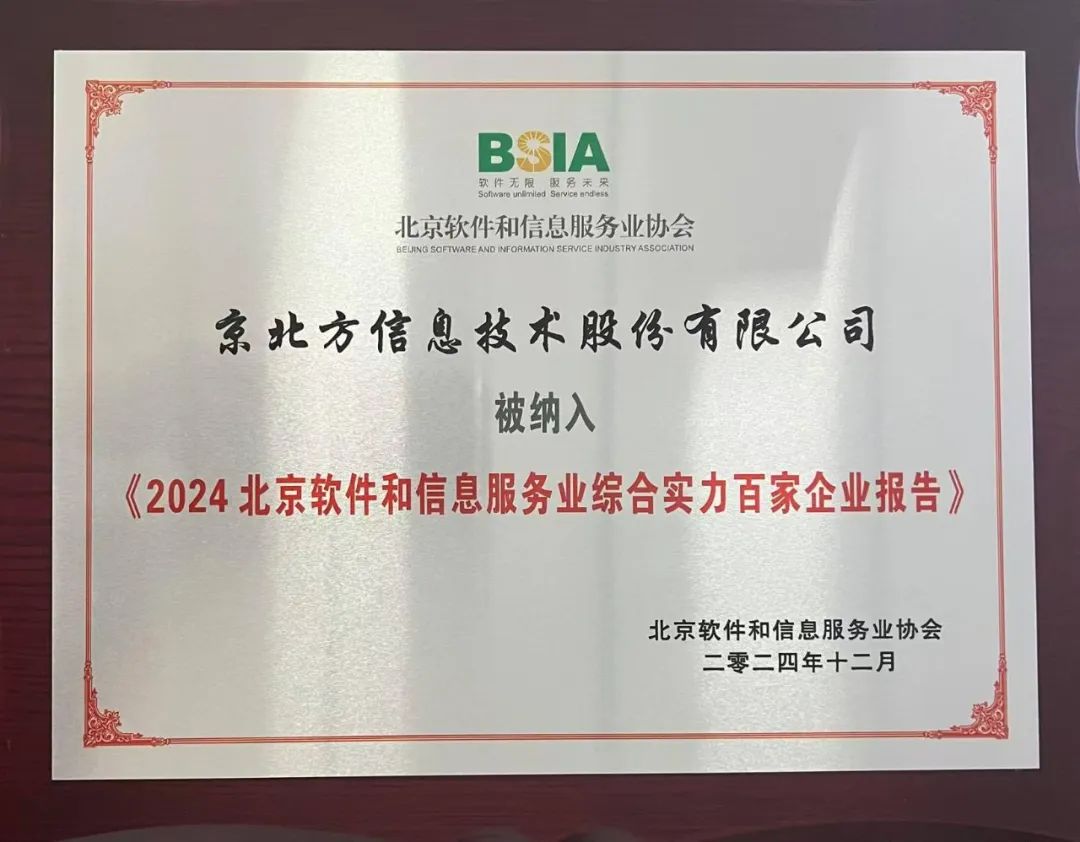 BSIA
软件无限 服务未来
Software unlimited Service endless
北京软件和信息服务业协会
BEIJING SOFTWARE AND INFORMATION SERVICE INDUSTRY ASSOCIATION
京北方信息技术股份有限公司
被纳入
《2024北京软件和信息服务业综合实力百家企业报告》
北京软件和信息服务业协会
二零二四年十二月